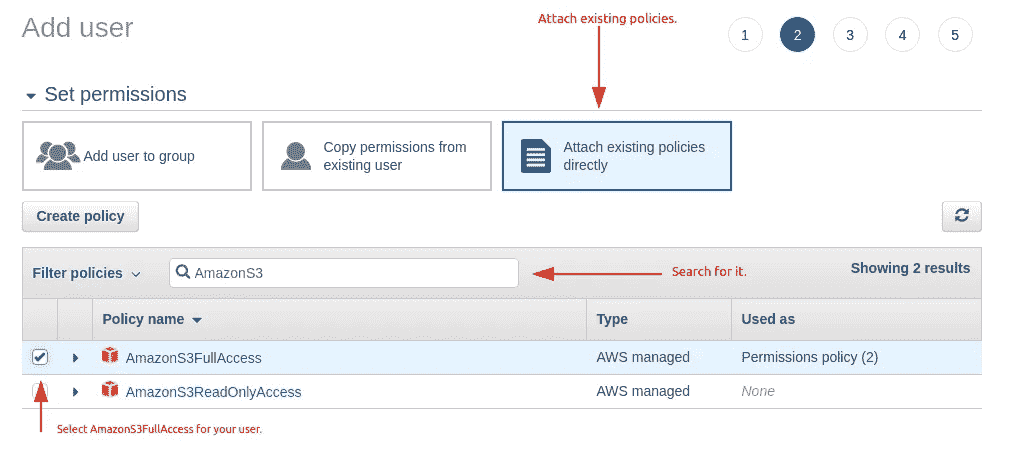 Add user
Attach existing policies.
1 2 3 4 5
Set permissions
Add user to group
Copy permissions from
existing user
Attach existing policies
directly
Create policy
Filter policies
AmazonS3
Search for it.
Showing 2 results
Policy name Type Used as
AmazonS3FullAccess AWS managed Permissions policy (2)
AmazonS3ReadOnlyAccess AWS managed None
Select AmazonS3FullAccess for your user.